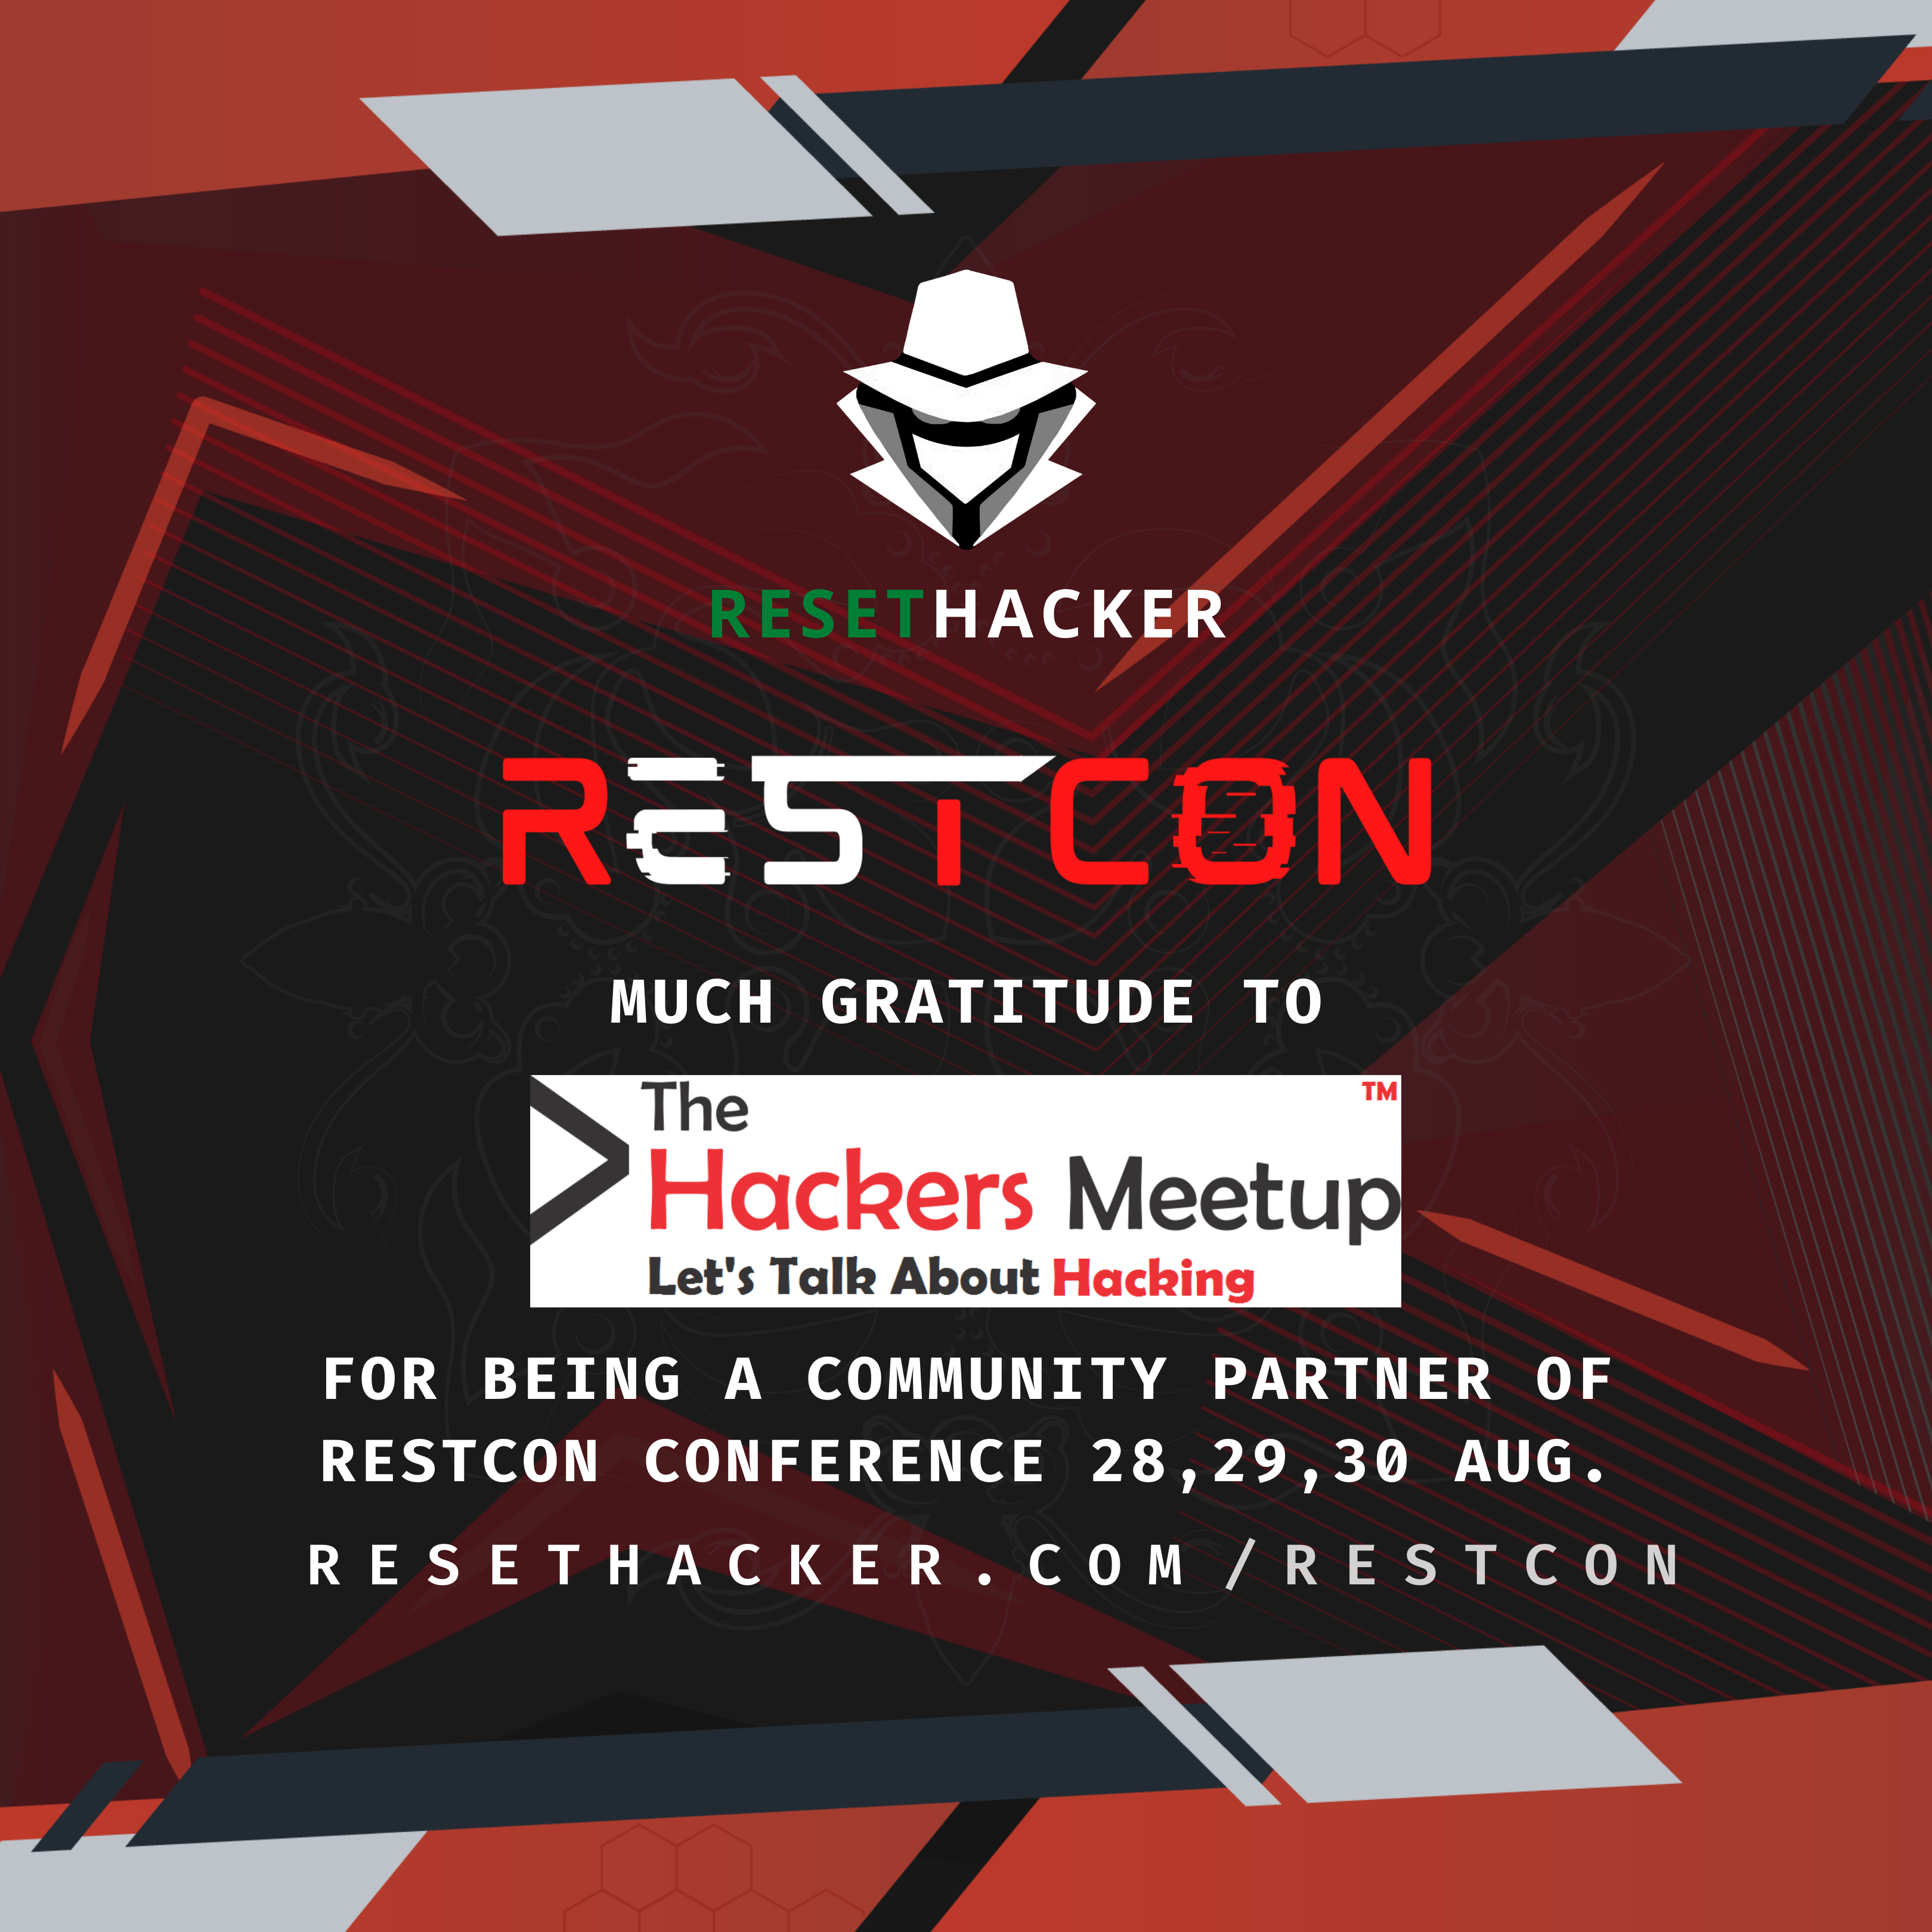 RESETHACKER
RESTCON
MUCH GRATITUDE TO
The
TM
Hackers Meetup
Let's Talk About Hacking
FOR BEING A COMMUNITY PARTNER OF
RESTCON CONFERENCE 28,29,30 AUG.
RESETHACKER.COM/RESTCON